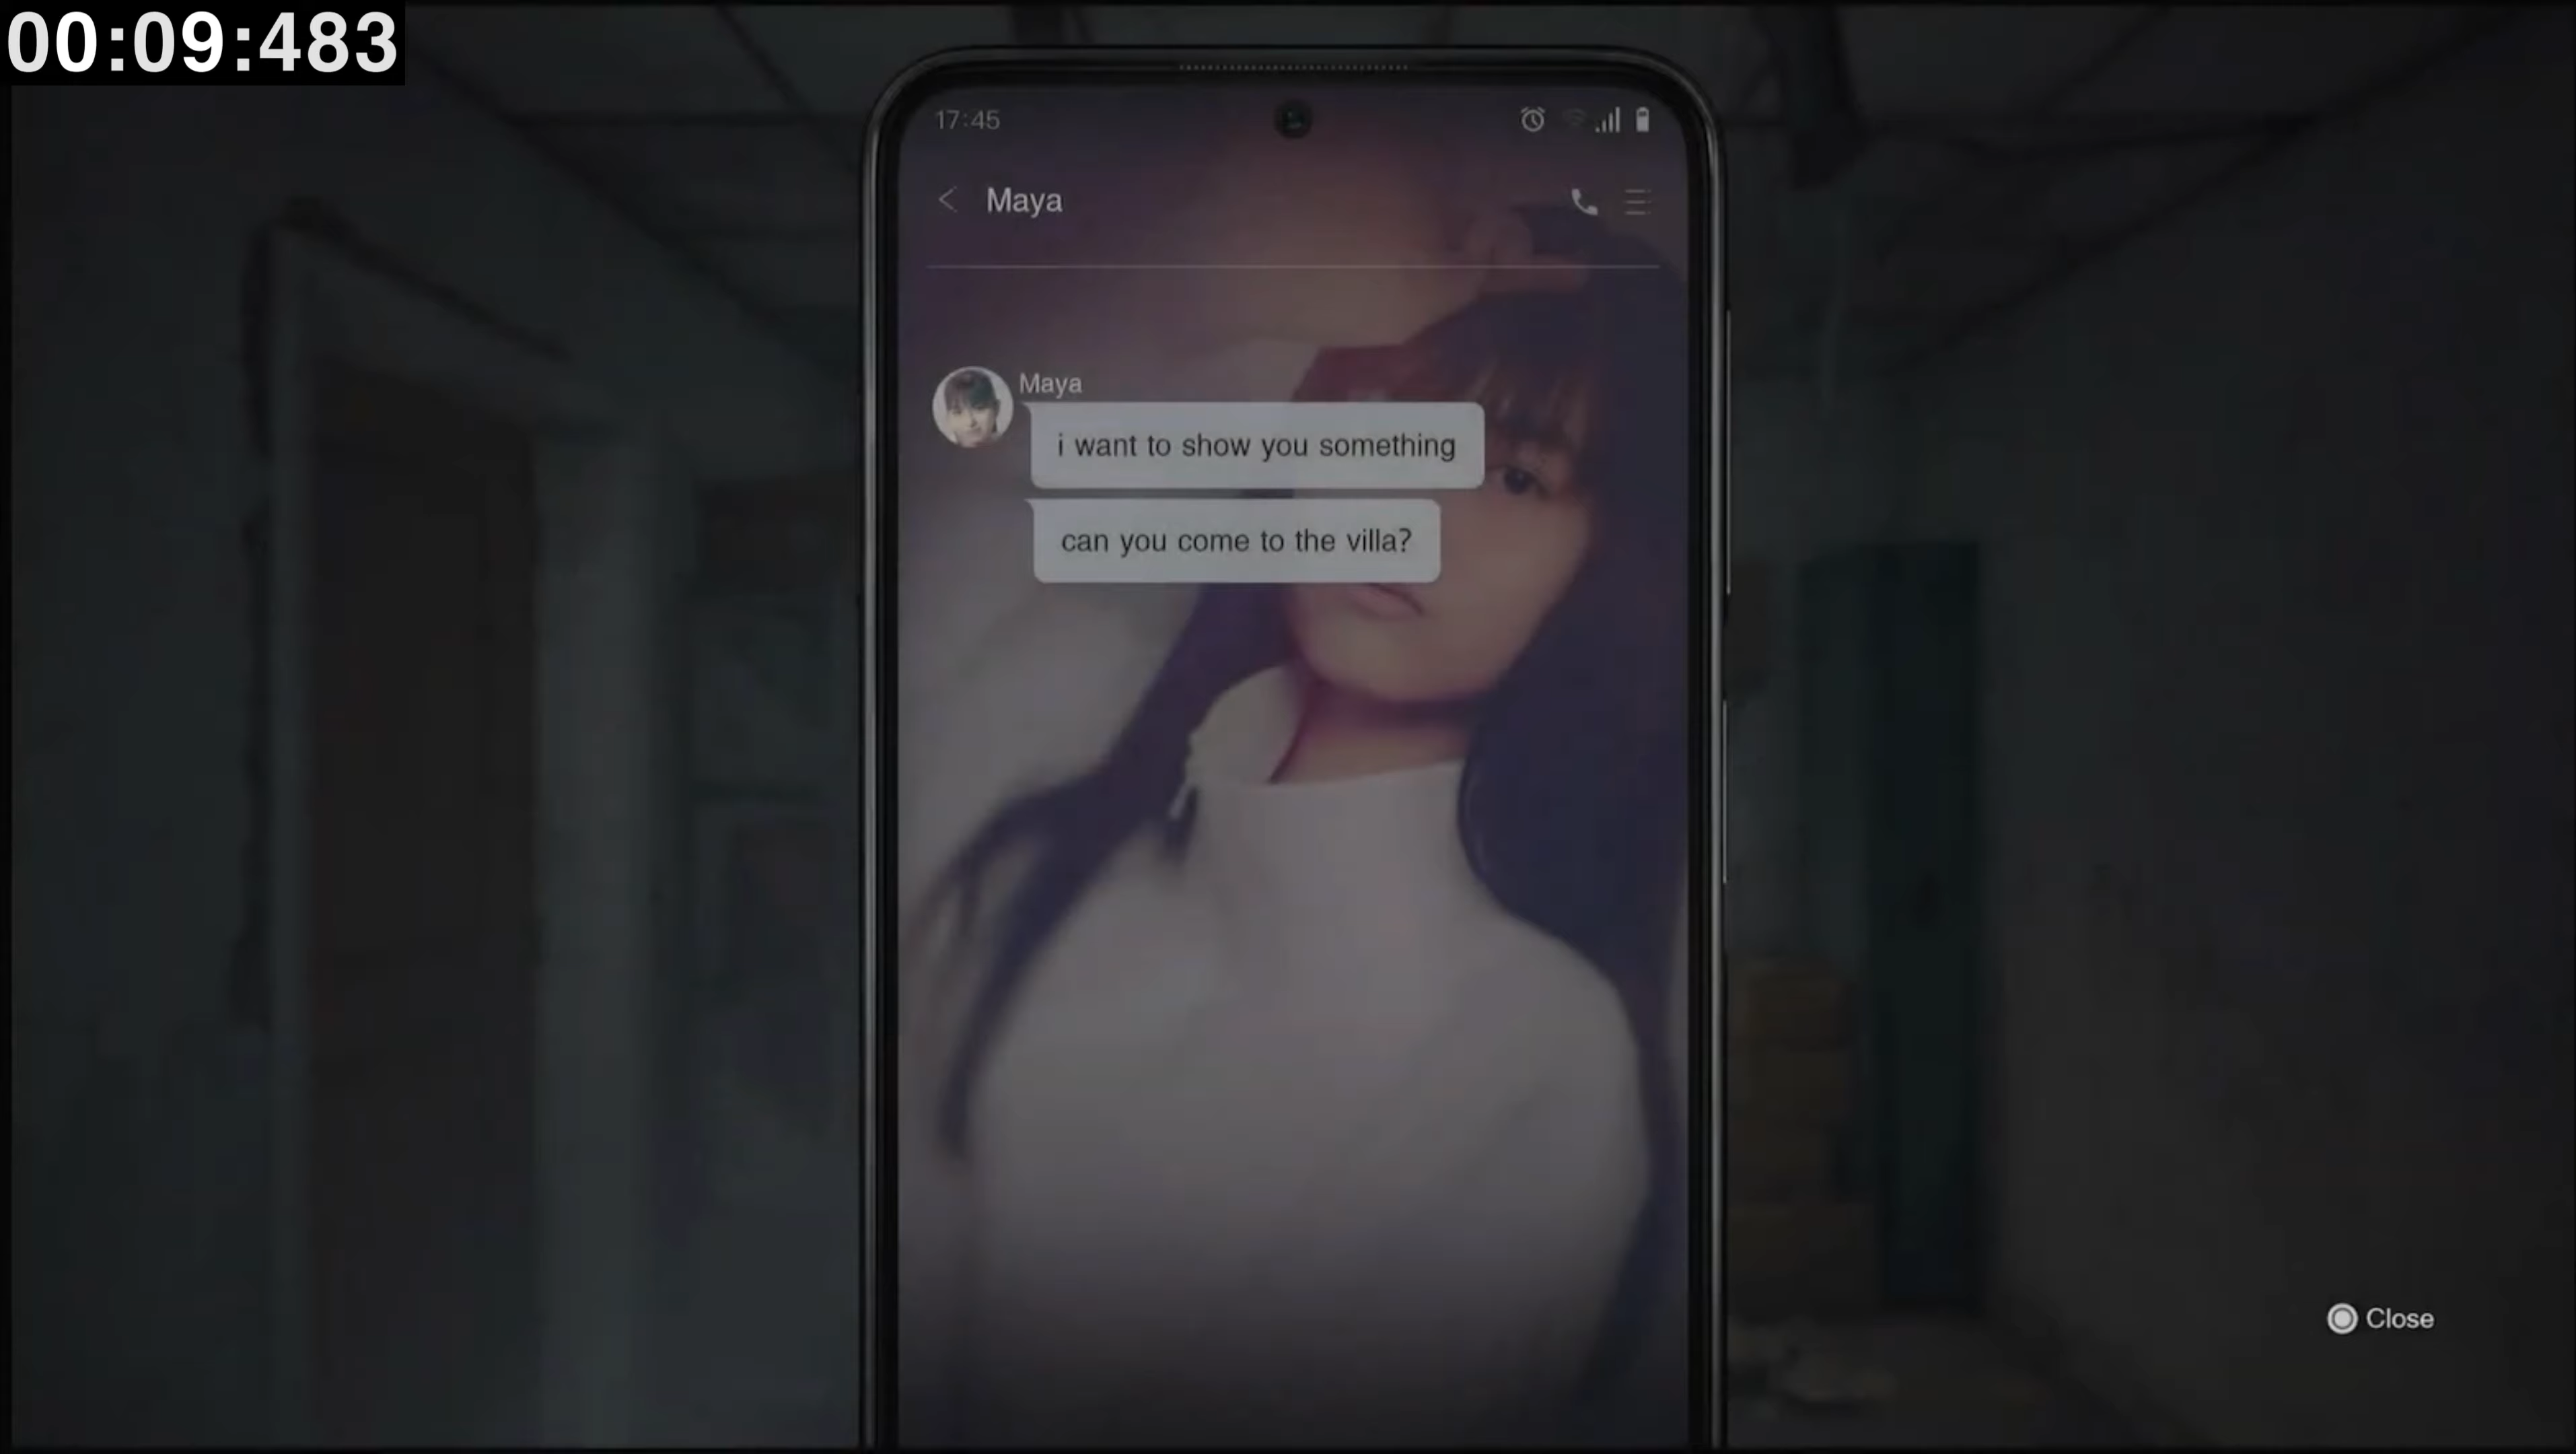 00:09:483
17:45
Maya
Maya
i want to show you something
can you come to the villa?
Close